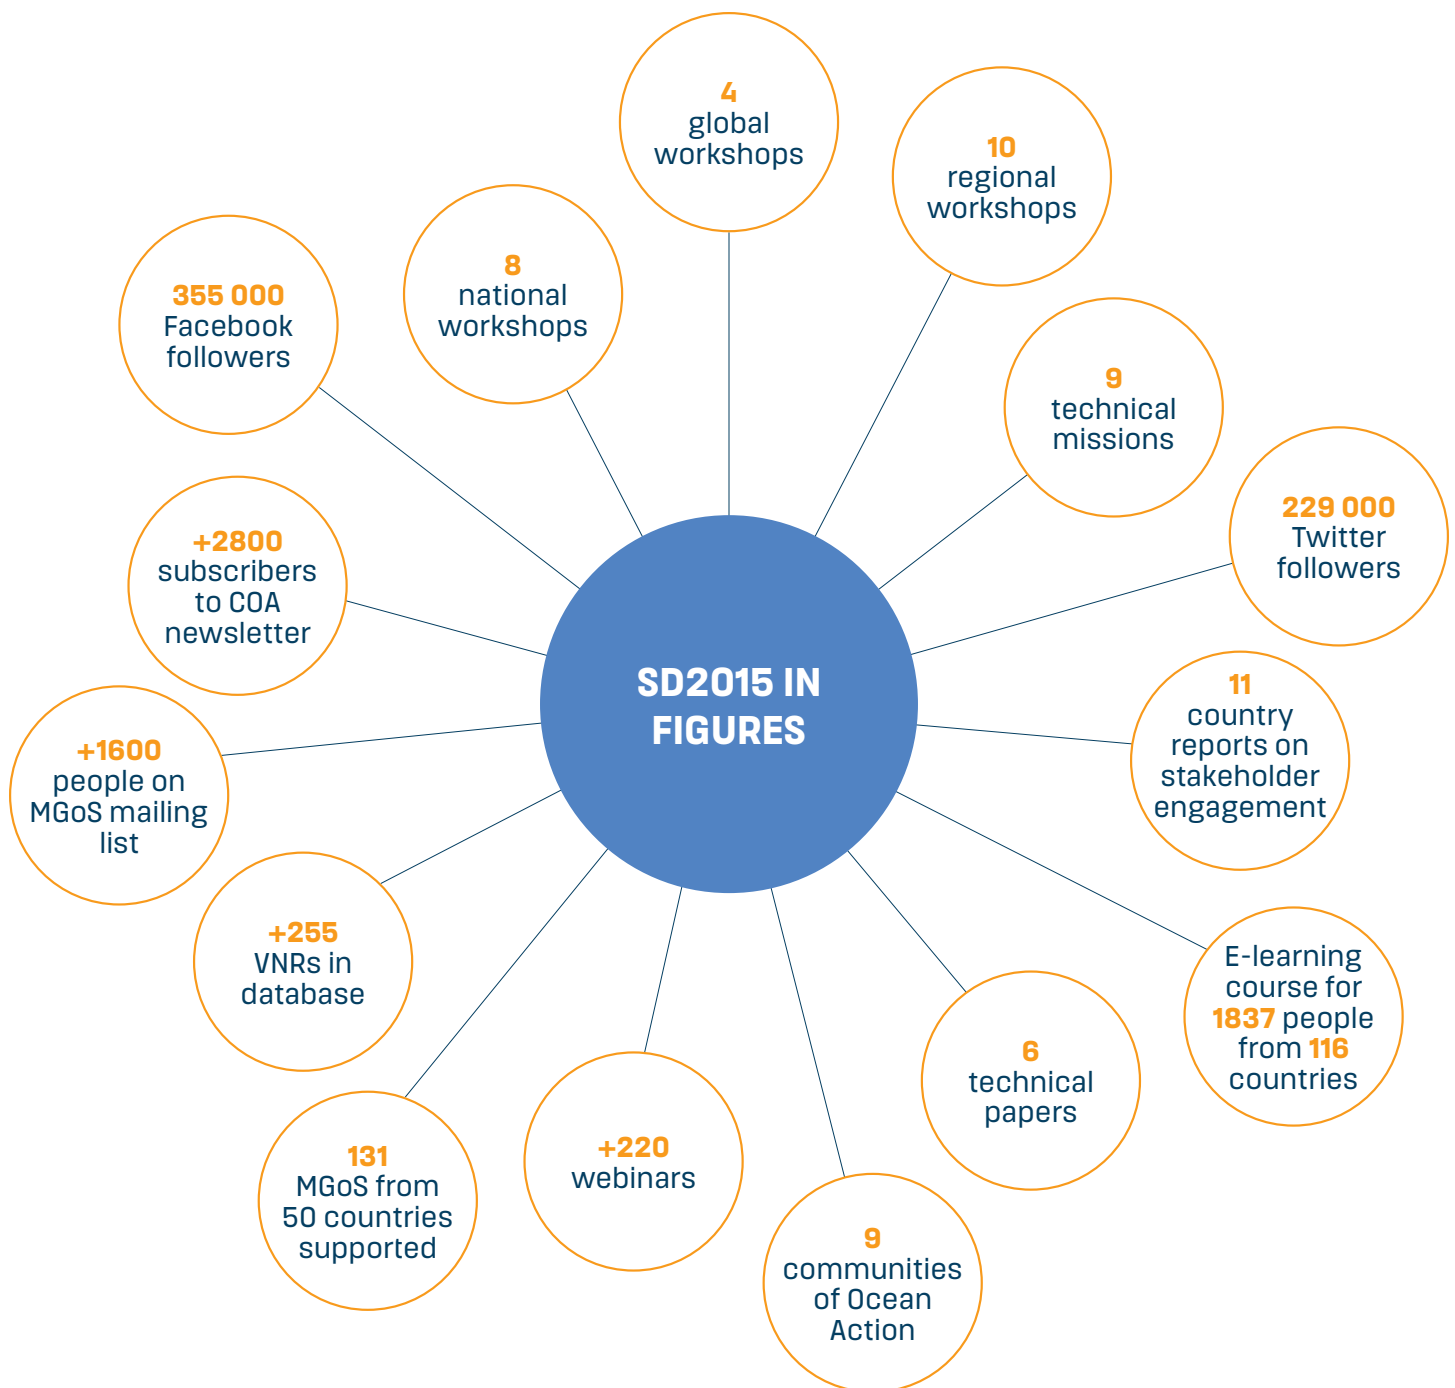 4
global
workshops
10
regional
workshops
8
national
workshops
355 000
Facebook
followers
9
technical
missions
229 000
Twitter
followers
+2800
subscribers
to COA
newsletter
SD2015 IN
FIGURES
11
country
reports on
stakeholder
engagement
+1600
people on
MGoS mailing
list
+255
VNRs in
database
E-learning
course for
1837 people
from 116
countries
6
technical
papers
131
MGoS from
50 countries
supported
+220
webinars
9
communities
of Ocean
Action